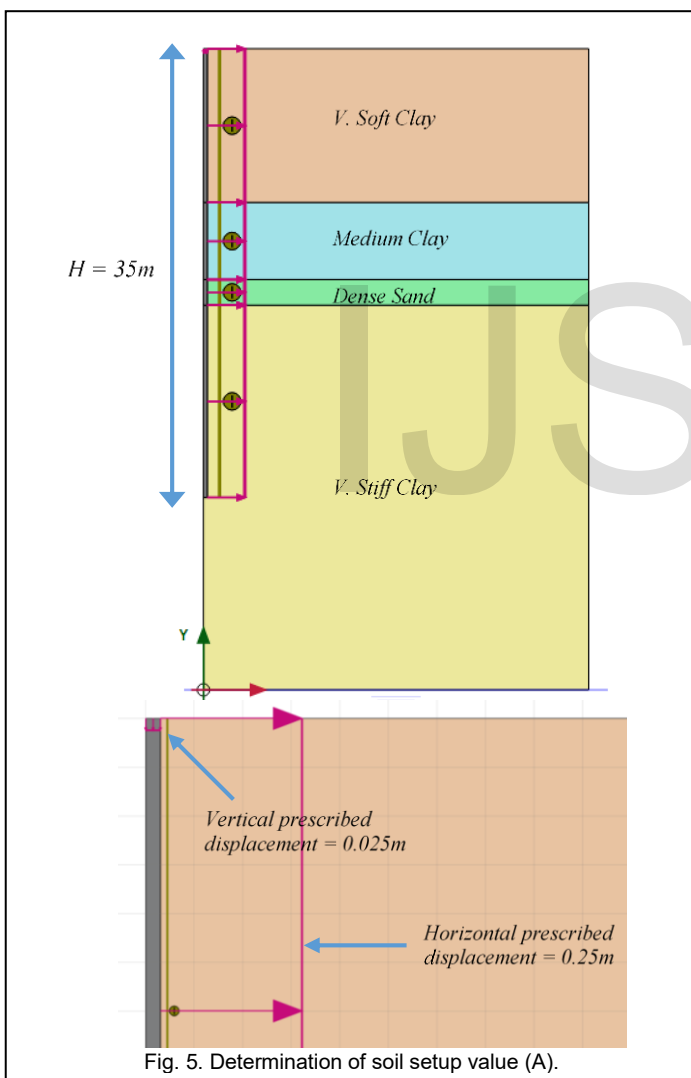 V. Soft Clay
Medium Clay
H = 35m
Dense Sand
IJS
V. Stiff Clay
Y
Vertical prescribed
displacement = 0.025m
Horizontal prescribed
displacement = 0.25m
Fig. 5. Determination of soil setup value (A).